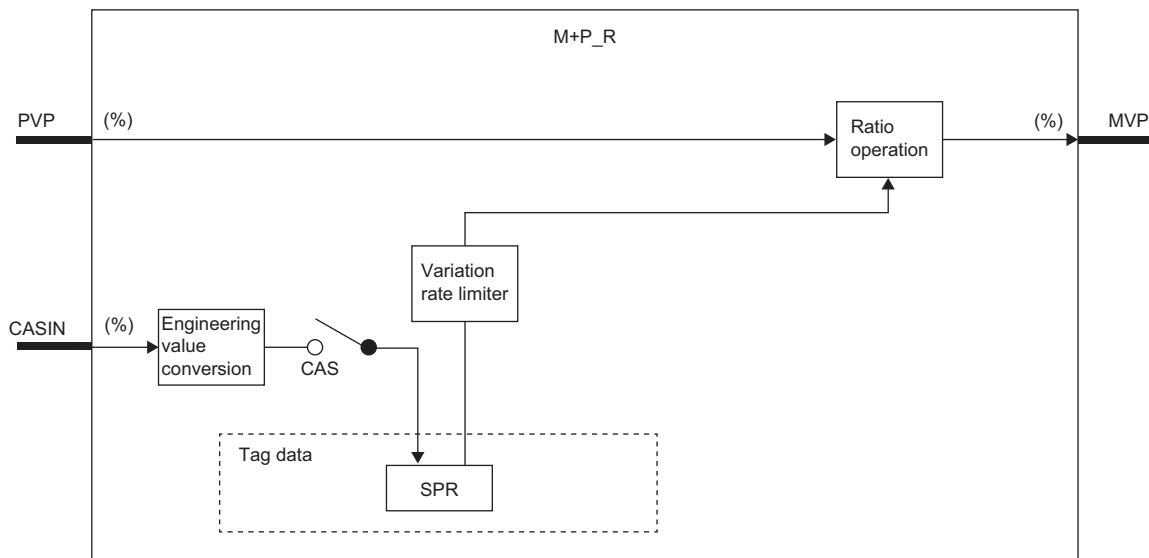 M+P_R
PVP
(%)
Ratio
operation
(%)
MVP
Variation
rate limiter
CASIN
(%)
Engineering
value
conversion
CAS
Tag data
SPR